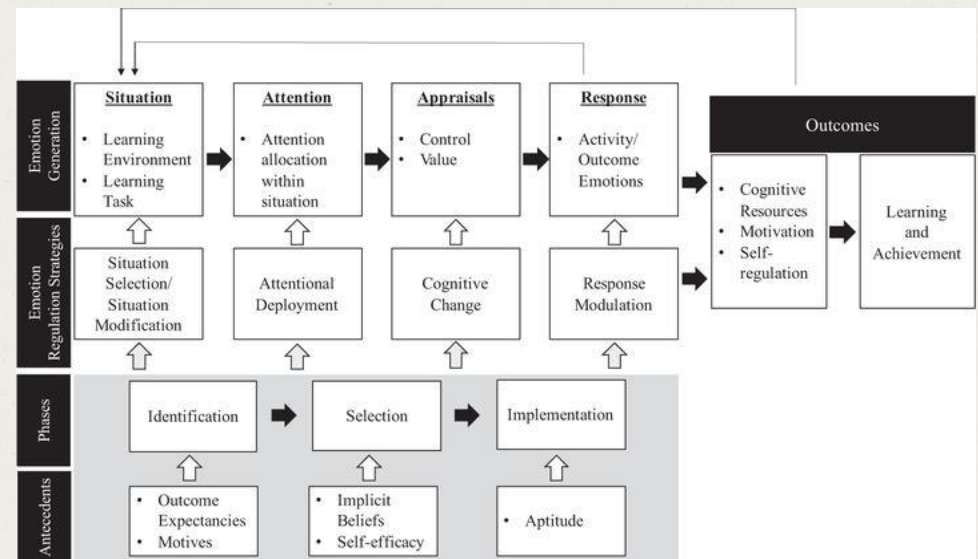 Emotion
Generation
Situation
• Learning
Environment
• Learning
Task
Attention
• Attention
allocation
within
situation
Appraisals
• Control
• Value
Response
• Activity/
Outcome
Emotions
Outcomes
• Cognitive
Resources
• Motivation
• Self-
regulation
Learning
and
Achievement
Emotion
Regulation Strategies
Situation
Selection/
Situation
Modification
Attentional
Deployment
Cognitive
Change
Response
Modulation
Phases
Identification
Selection
Implementation
Antecedents
• Outcome
Expectancies
• Motives
• Implicit
Beliefs
• Self-efficacy
• Aptitude